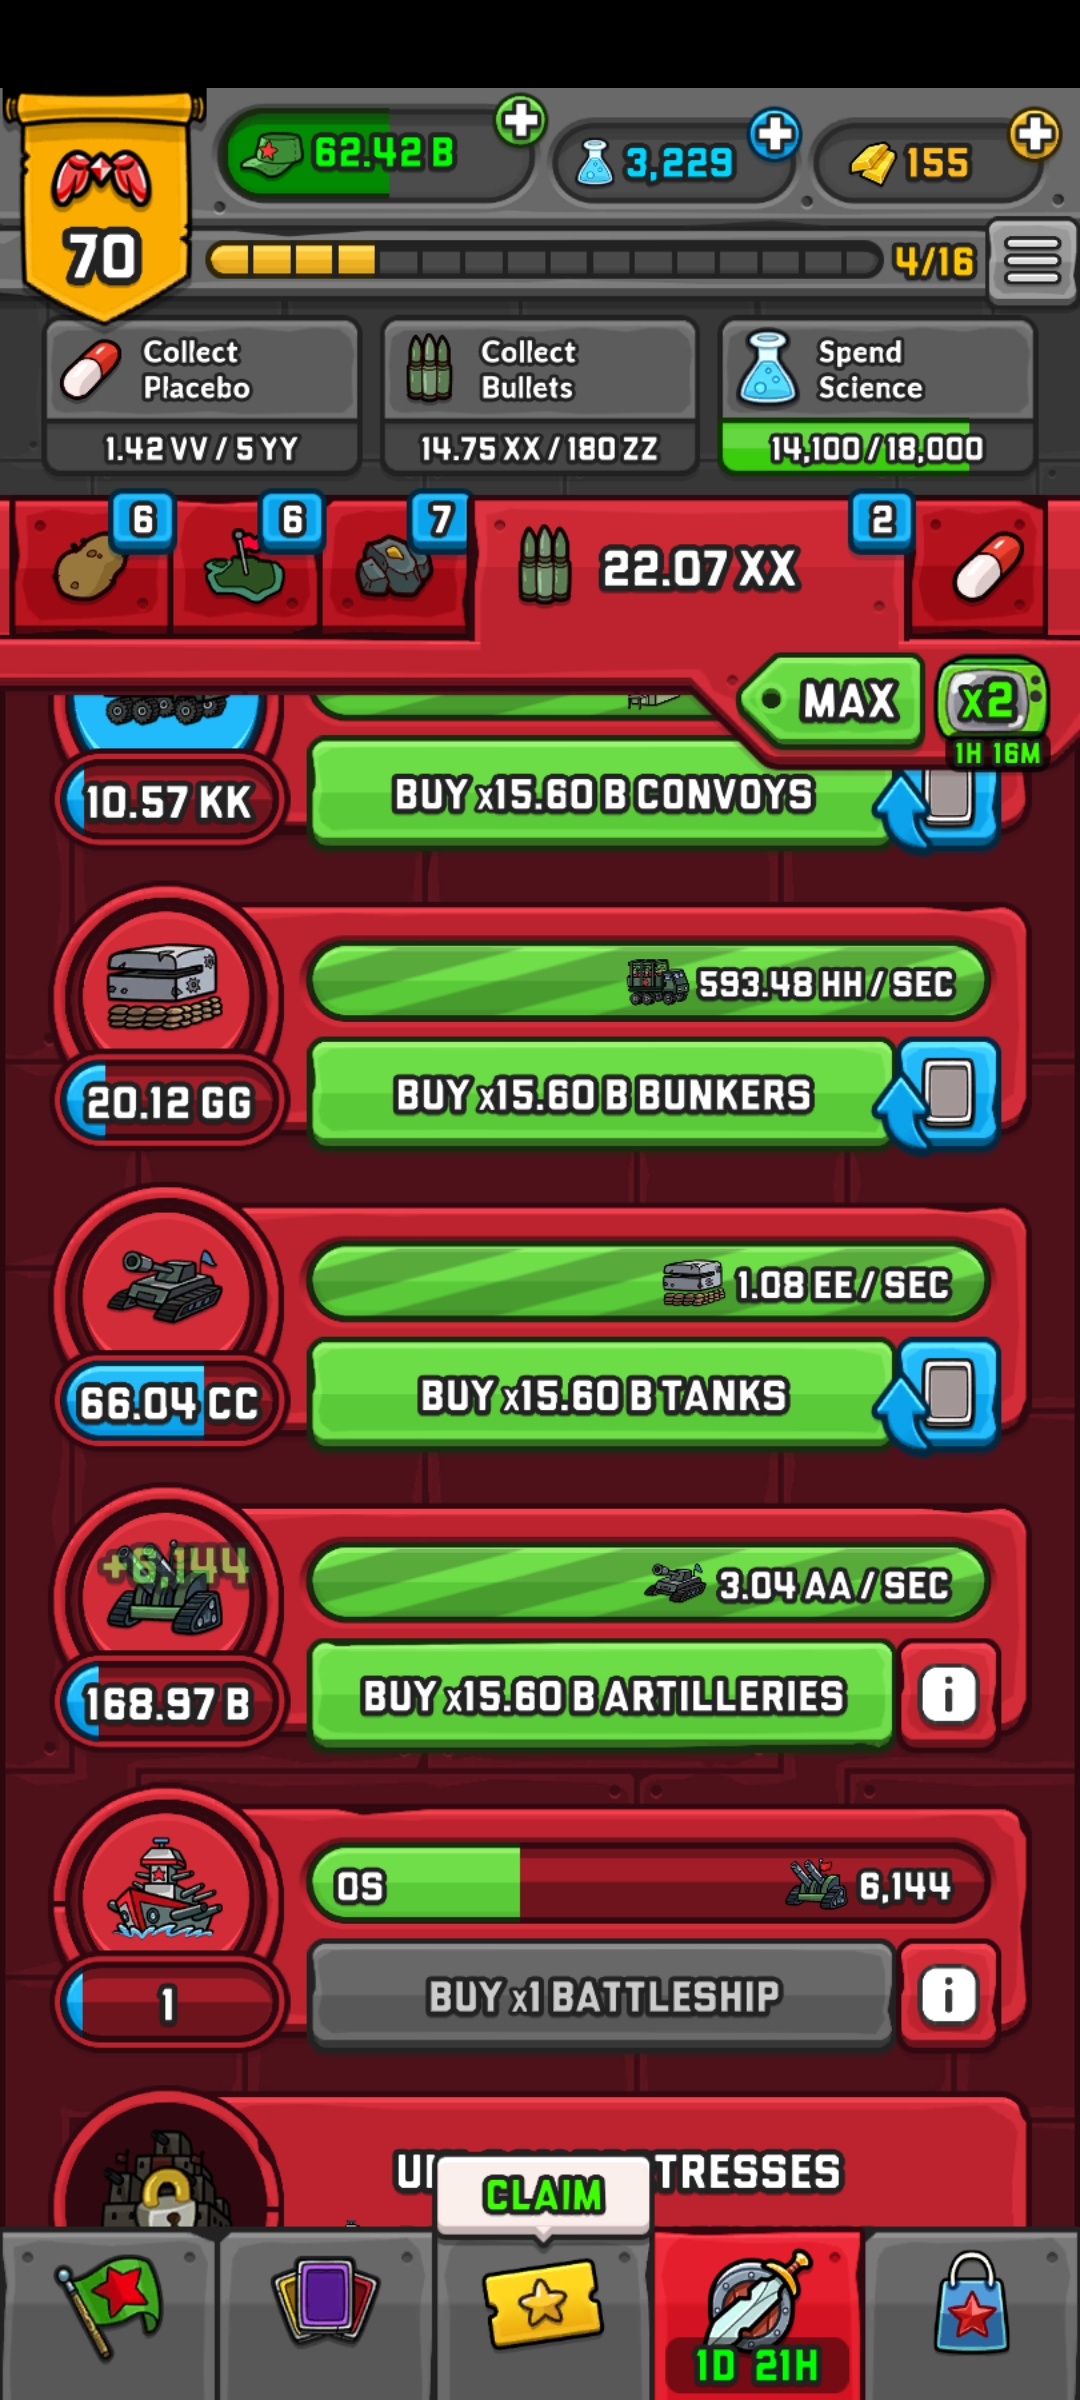 62.42 B
3,229
155
70
4/16
Collect
Placebo
1.42 VV / 5 YY
Collect
Bullets
14.75 XX / 180 ZZ
Spend
Science
14,100 / 18,000
6
6
7
22.07 XX
2
MAX
x2
1H 16M
10.57 KK
BUY x15.60 B CONVOYS
593.48 HH / SEC
20.12 GG
BUY x15.60 B BUNKERS
1.08 EE / SEC
66.04 CC
BUY x15.60 B TANKS
+6,144
3.04 AA / SEC
168.97 B
BUY x15.60 B ARTILLERIES
i
0S
6,144
1
BUY x1 BATTLESHIP
i
CLAIM
1D 21H